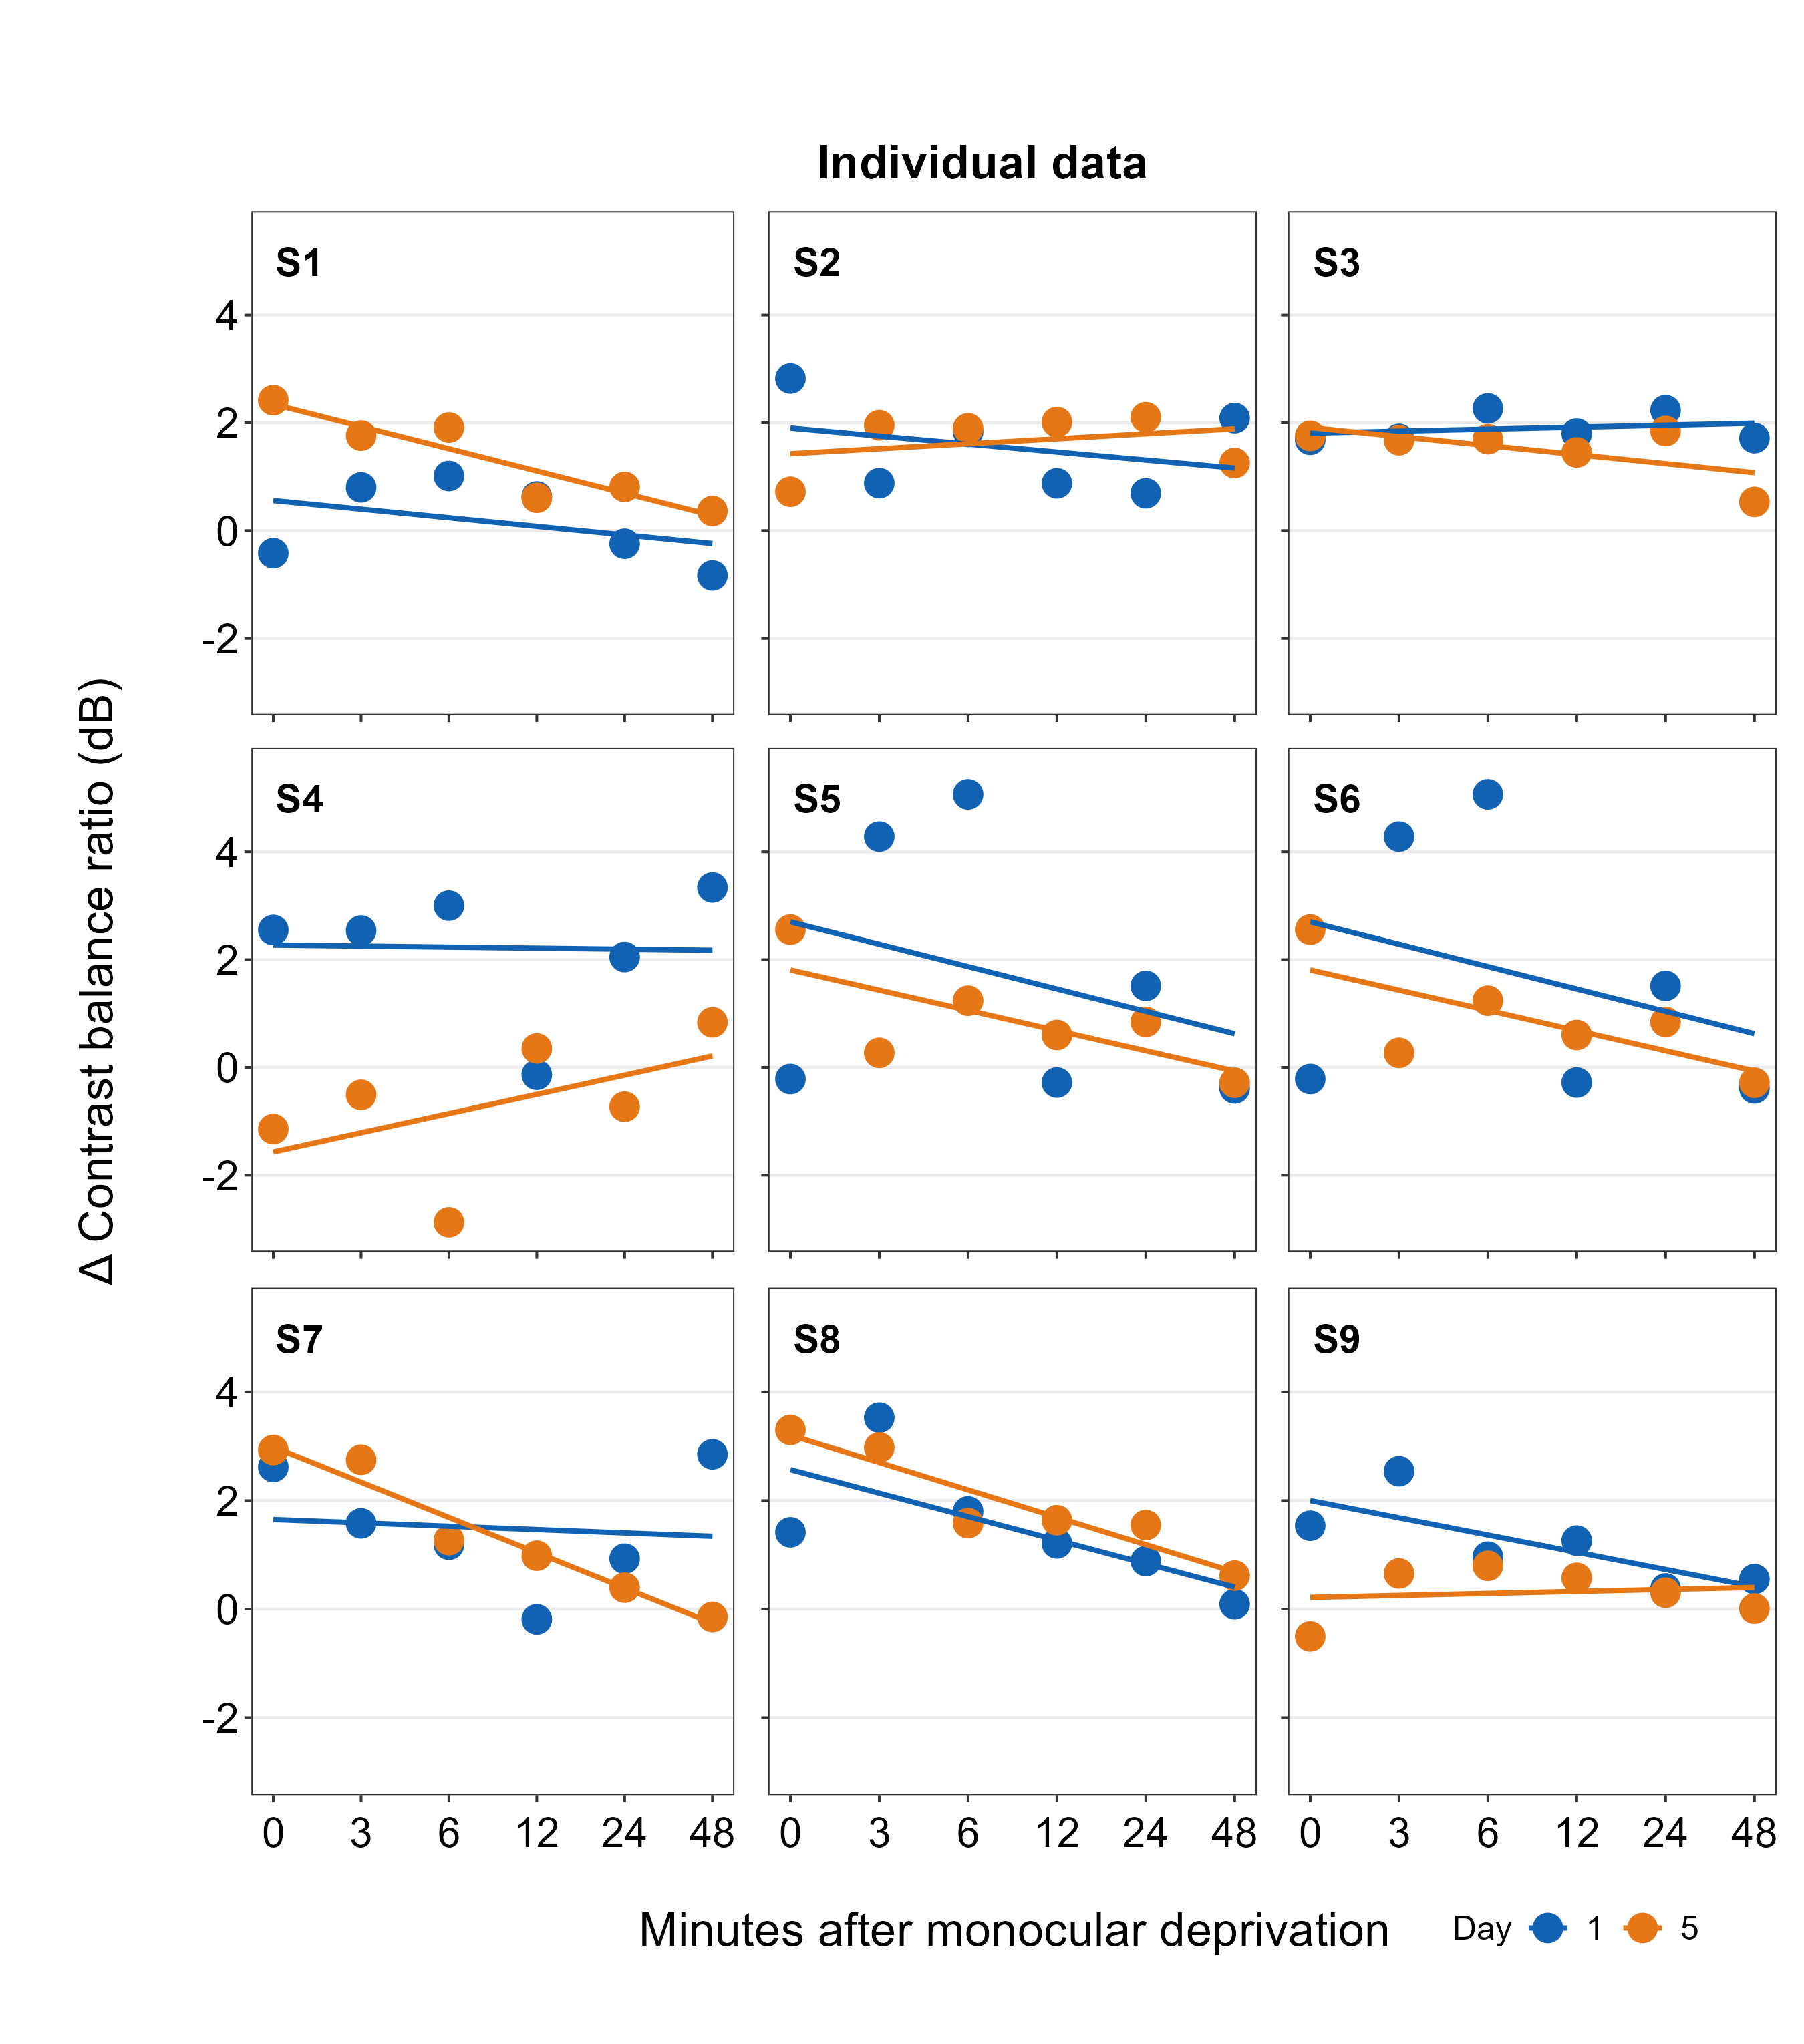 Individual data
S1 S2 S3
4
2
0
-2
S4 S5 S6
4
2
0
-2
S7 S8 S9
4
2
0
-2
0 3 6 12 24 48 0 3 6 12 24 48 0 3 6 12 24 48
Δ Contrast balance ratio (dB)
Minutes after monocular deprivation
Day 1 5